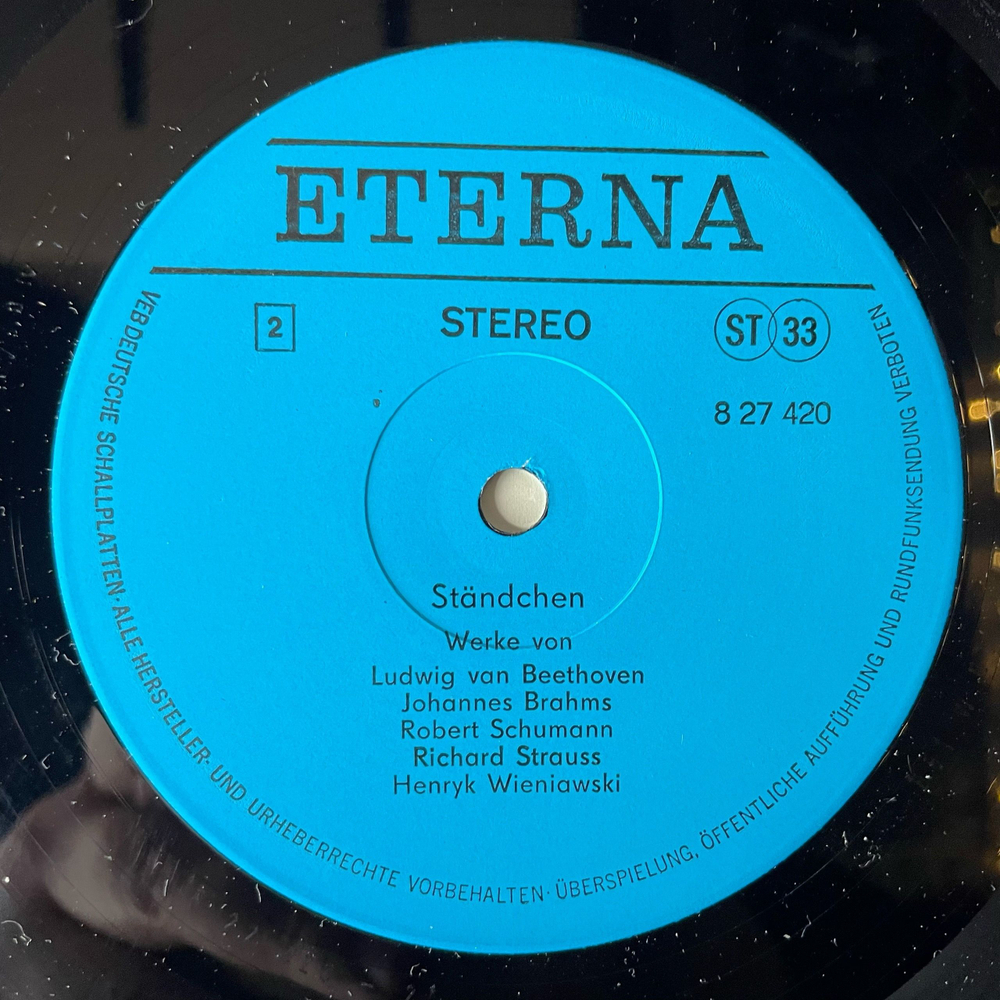 ETERNA
2
STEREO
ST 33
8 27 420
Ständchen
Werke von
Ludwig van Beethoven
Johannes Brahms
Robert Schumann
Richard Strauss
Henryk Wieniawski
VEB DEUTSCHE SCHALLPLATTEN · ALLE HERSTELLER- UND URHEBERRECHTE VORBEHALTEN · ÜBERSPIELUNG, ÖFFENTLICHE AUFFÜHRUNG UND RUNDFUNKSENDUNG VERBOTEN